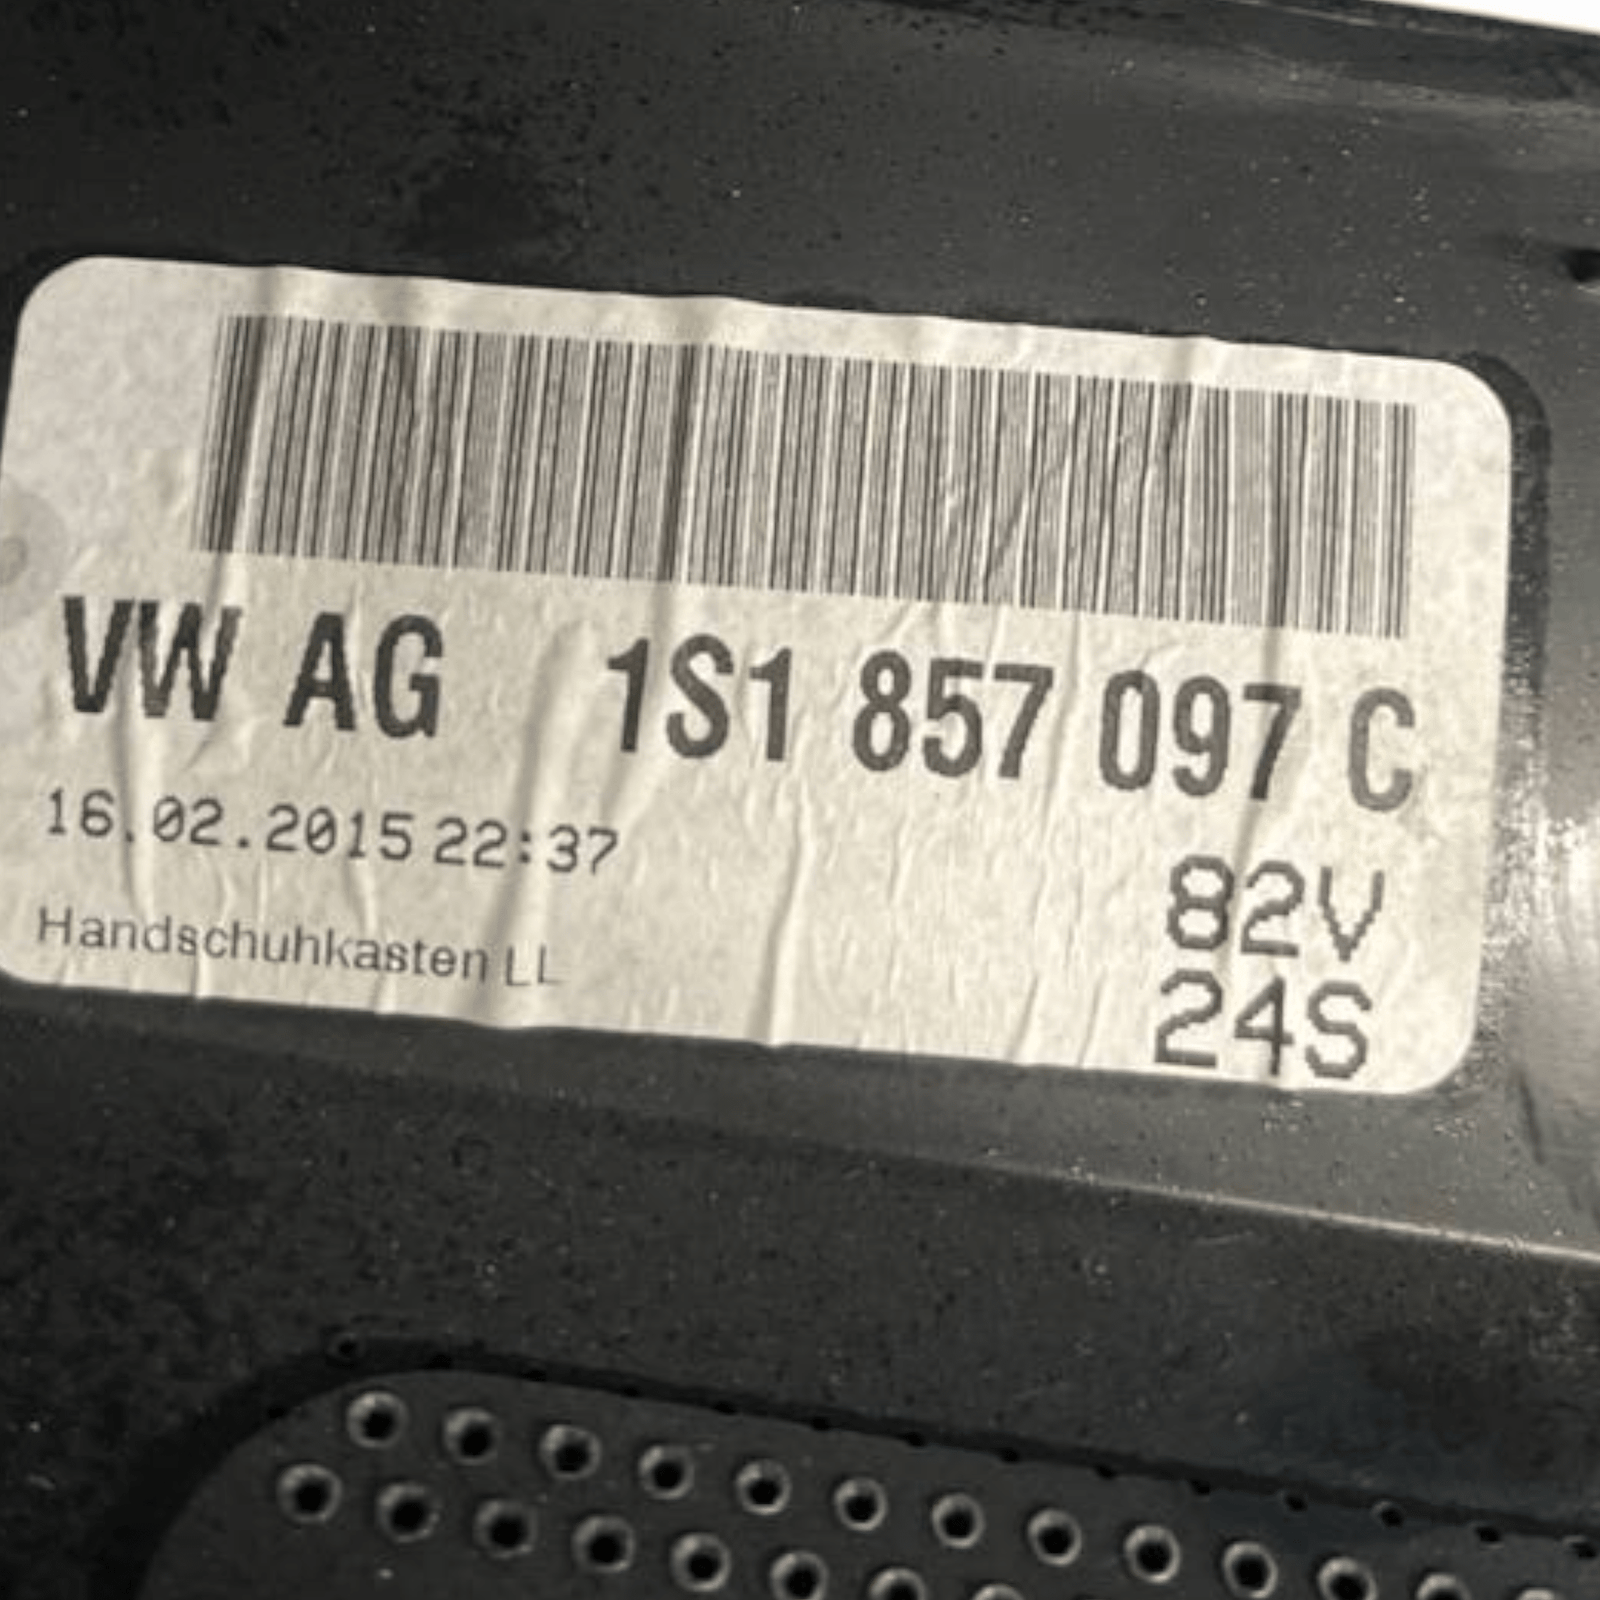 VW AG 1S1 857 097 C
16.02.2015 22:37
82V
Handschuhkasten LL
24S